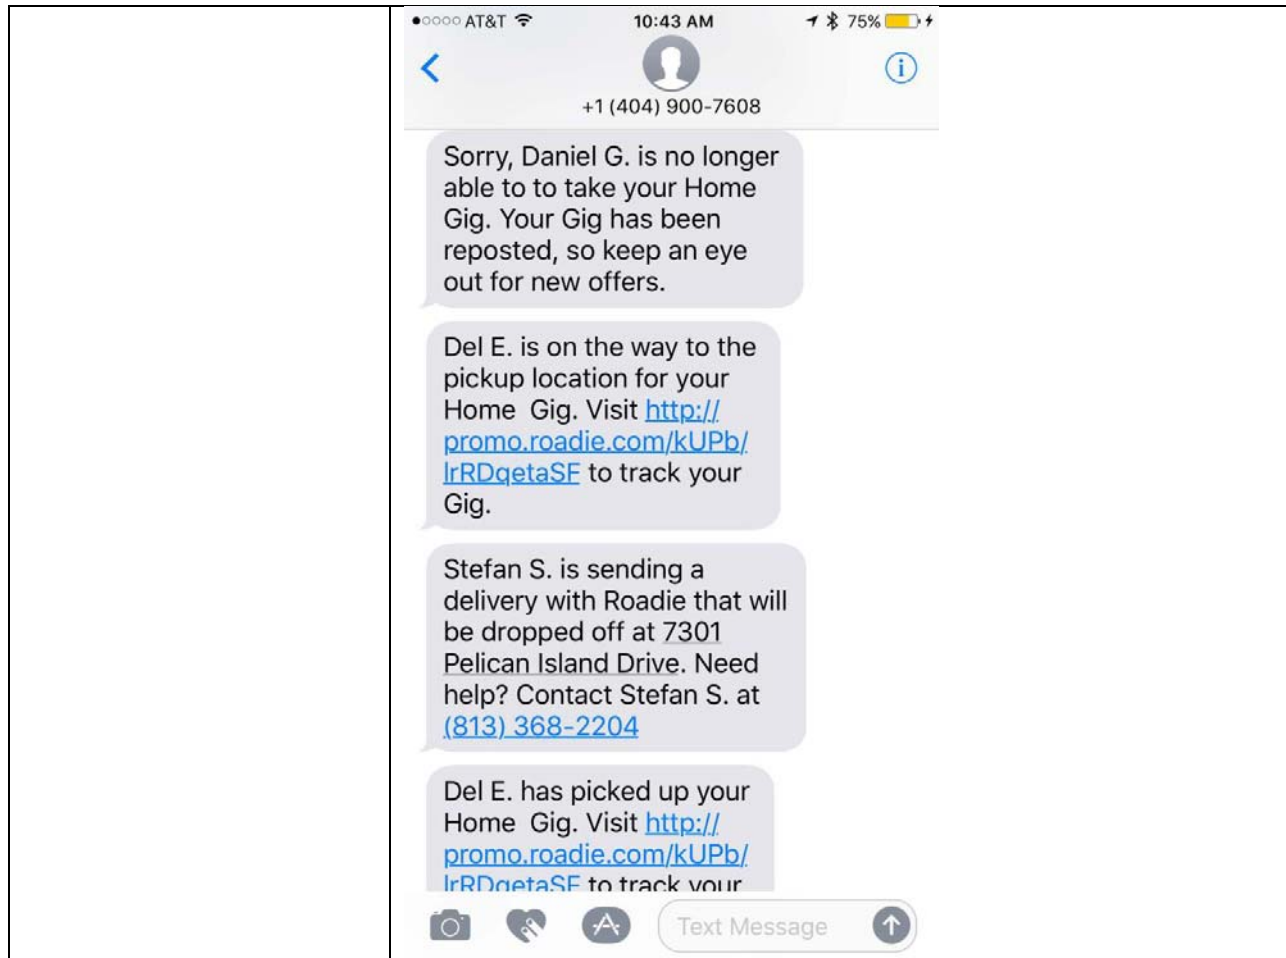 AT&T 10:43 AM 75%
+1 (404) 900-7608
Sorry, Daniel G. is no longer
able to to take your Home
Gig. Your Gig has been
reposted, so keep an eye
out for new offers.
Del E. is on the way to the
pickup location for your
Home  Gig. Visit http://
promo.roadie.com/kUPb/
lrRDqetaSF to track your
Gig.
Stefan S. is sending a
delivery with Roadie that will
be dropped off at 7301
Pelican Island Drive. Need
help? Contact Stefan S. at
(813) 368-2204
Del E. has picked up your
Home  Gig. Visit http://
promo.roadie.com/kUPb/
lrRDqetaSF to track your
Text Message